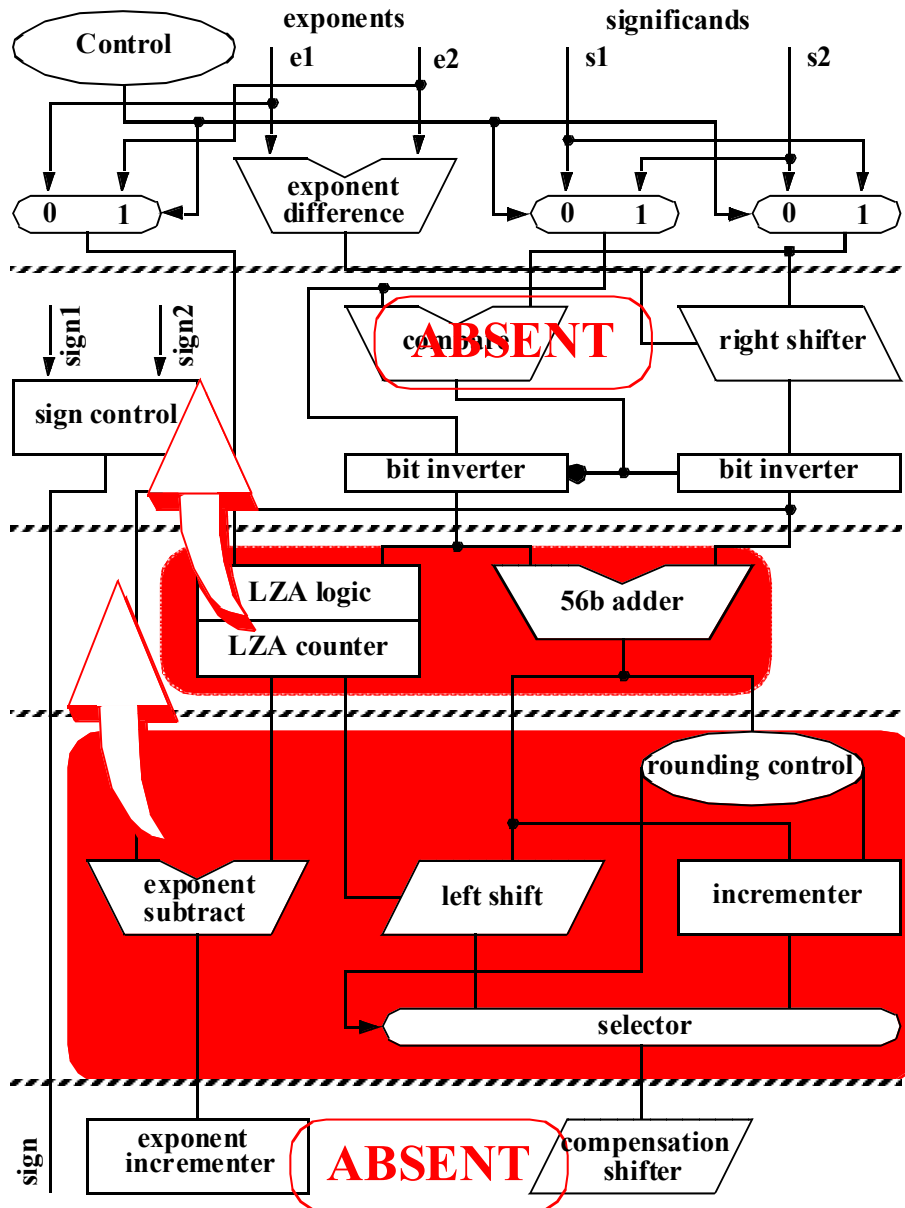 exponents
significands
Control
e1
e2
s1
s2
exponent
difference
0 1
0 1
0 1
sign1
sign2
compare
ABSENT
right shifter
sign control
bit inverter
bit inverter
LZA logic
LZA counter
56b adder
rounding control
exponent
subtract
left shift
incrementer
selector
sign
exponent
incrementer
ABSENT
compensation
shifter